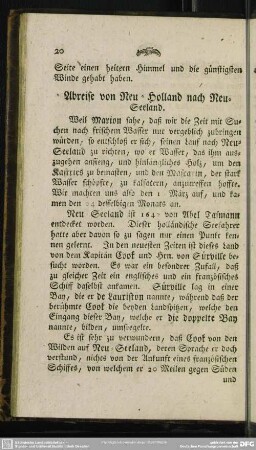 20
Seite einen heitern Himmel und die günstigsten
Winde gehabt haben.
Abreise von Neu-Holland nach Neu-
Seeland.
Weil Marion sahe, daß wir die Zeit mit Su-
chen nach frischem Wasser nur vergeblich zubringen
würden, so entschloß er sich, seinen Lauf nach Neu-
Seeland zu richten, wo er Wasser, das ihm aus-
zugehen anfieng, und hinlängliches Holz, um den
Kastries zu bemasten, und den Mascarin, der stark
Wasser schöpfte, zu kalfatern, anzutreffen hoffte.
Wir machten uns also den 1 März auf, und ka-
men den 24 desselbigen Monats an.
Neu Seeland ist 1642 von Abel Tasmann
entdecket worden. Dieser holländische Seefahrer
hatte aber davon so zu sagen nur einen Punkt ken-
nen gelernt. In den neuesten Zeiten ist dieses Land
von dem Kapitän Cook und Hrn. von Sürville be-
sucht worden. Es war ein besondrer Zufall, daß
zu gleicher Zeit ein englisches und ein französisches
Schiff daselbst ankamen. Sürville lag in einer
Bay, die er de Lauriston nannte, während daß der
berühmte Cook die beyden Landspitzen, welche den
Eingang dieser Bay, welche er die doppelte Bay
nannte, bilden, umsegelte.
Es ist sehr zu verwundern, daß Cook von den
Wilden auf Neu-Seeland, deren Sprache er doch
verstund, nichts von der Ankunft eines französischen
Schiffes, von welchem er 20 Meilen gegen Süden
und